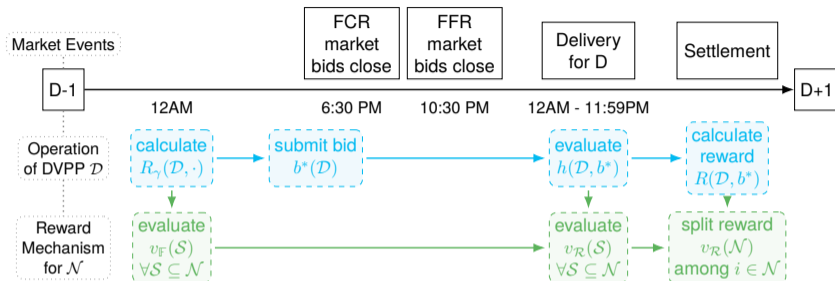 Market Events
FCR
market
bids close
FFR
market
bids close
Delivery
for D
Settlement
D-1
D+1
12AM
6:30 PM
10:30 PM
12AM - 11:59PM
Operation
of DVPP 𝒟
calculate
R_γ(𝒟, ·)
submit bid
b*(𝒟)
evaluate
h(𝒟, b*)
calculate
reward
R(𝒟, b*)
Reward
Mechanism
for 𝒩
evaluate
v_𝔽(𝒮)
∀𝒮 ⊆ 𝒩
evaluate
v_ℛ(𝒮)
∀𝒮 ⊆ 𝒩
split reward
v_ℛ(𝒩)
among i ∈ 𝒩